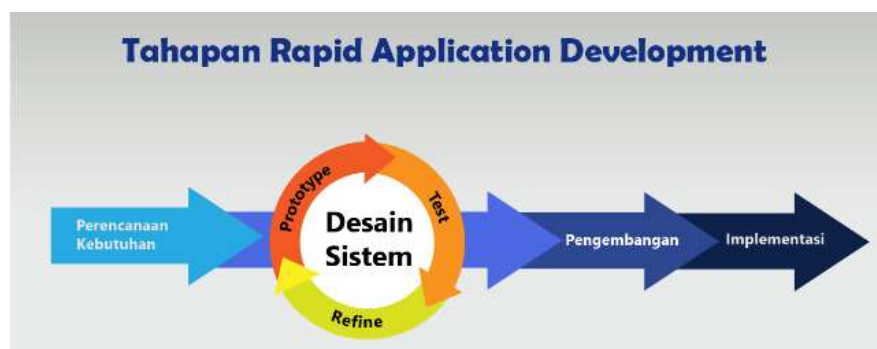 Tahapan Rapid Application Development
Perencanaan
Kebutuhan
Prototype
Test
Desain
Sistem
Refine
Pengembangan
Implementasi